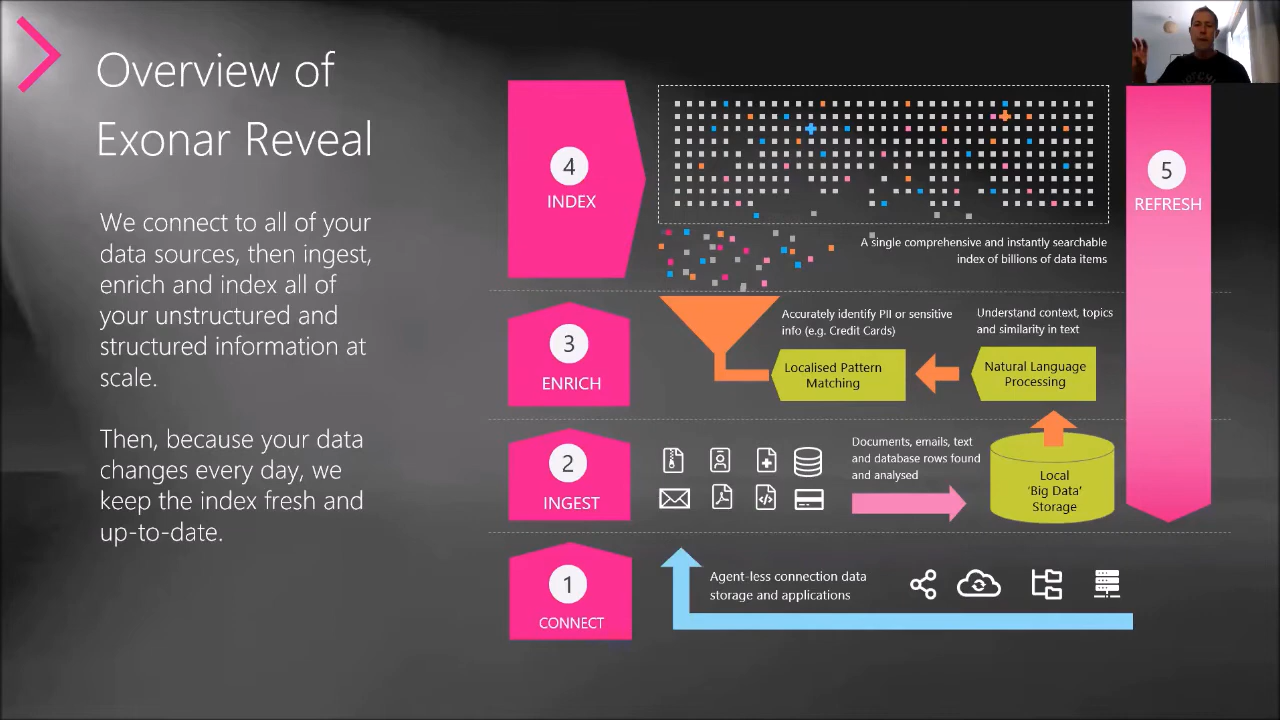 Overview of
Exonar Reveal
We connect to all of your
data sources, then ingest,
enrich and index all of
your unstructured and
structured information at
scale.
Then, because your data
changes every day, we
keep the index fresh and
up-to-date.
4
INDEX
A single comprehensive and instantly searchable
index of billions of data items
5
REFRESH
3
ENRICH
Accurately identify PII or sensitive
info (e.g. Credit Cards)
Localised Pattern
Matching
Understand context, topics
and similarity in text
Natural Language
Processing
2
INGEST
Documents, emails, text
and database rows found
and analysed
Local
'Big Data'
Storage
1
CONNECT
Agent-less connection data
storage and applications